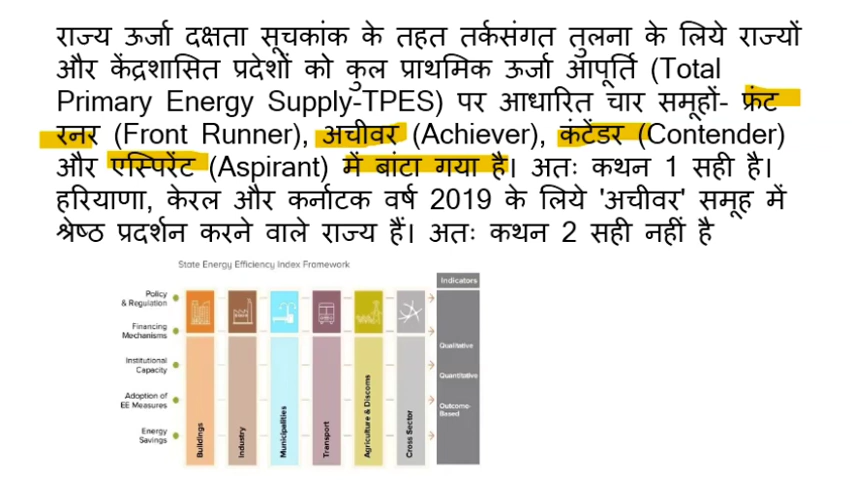 राज्य ऊर्जा दक्षता सूचकांक के तहत तर्कसंगत तुलना के लिये राज्यों
और केंद्रशासित प्रदेशों को कुल प्राथमिक ऊर्जा आपूर्ति (Total
Primary Energy Supply-TPES) पर आधारित चार समूहों- फ्रंट
रनर (Front Runner), अचीवर (Achiever), कंटेंडर (Contender)
और एस्पिरेंट (Aspirant) में बांटा गया है। अतः कथन 1 सही है।
हरियाणा, केरल और कर्नाटक वर्ष 2019 के लिये 'अचीवर' समूह में
श्रेष्ठ प्रदर्शन करने वाले राज्य हैं। अतः कथन 2 सही नहीं है
State Energy Efficiency Index Framework
Indicators
Policy
& Regulation
Financing
Mechanisms
Institutional
Capacity
Adoption of
EE Measures
Energy
Savings
Buildings
Industry
Municipalities
Transport
Agriculture & Discoms
Cross Sector
Qualitative
Quantitative
Outcome-
Based